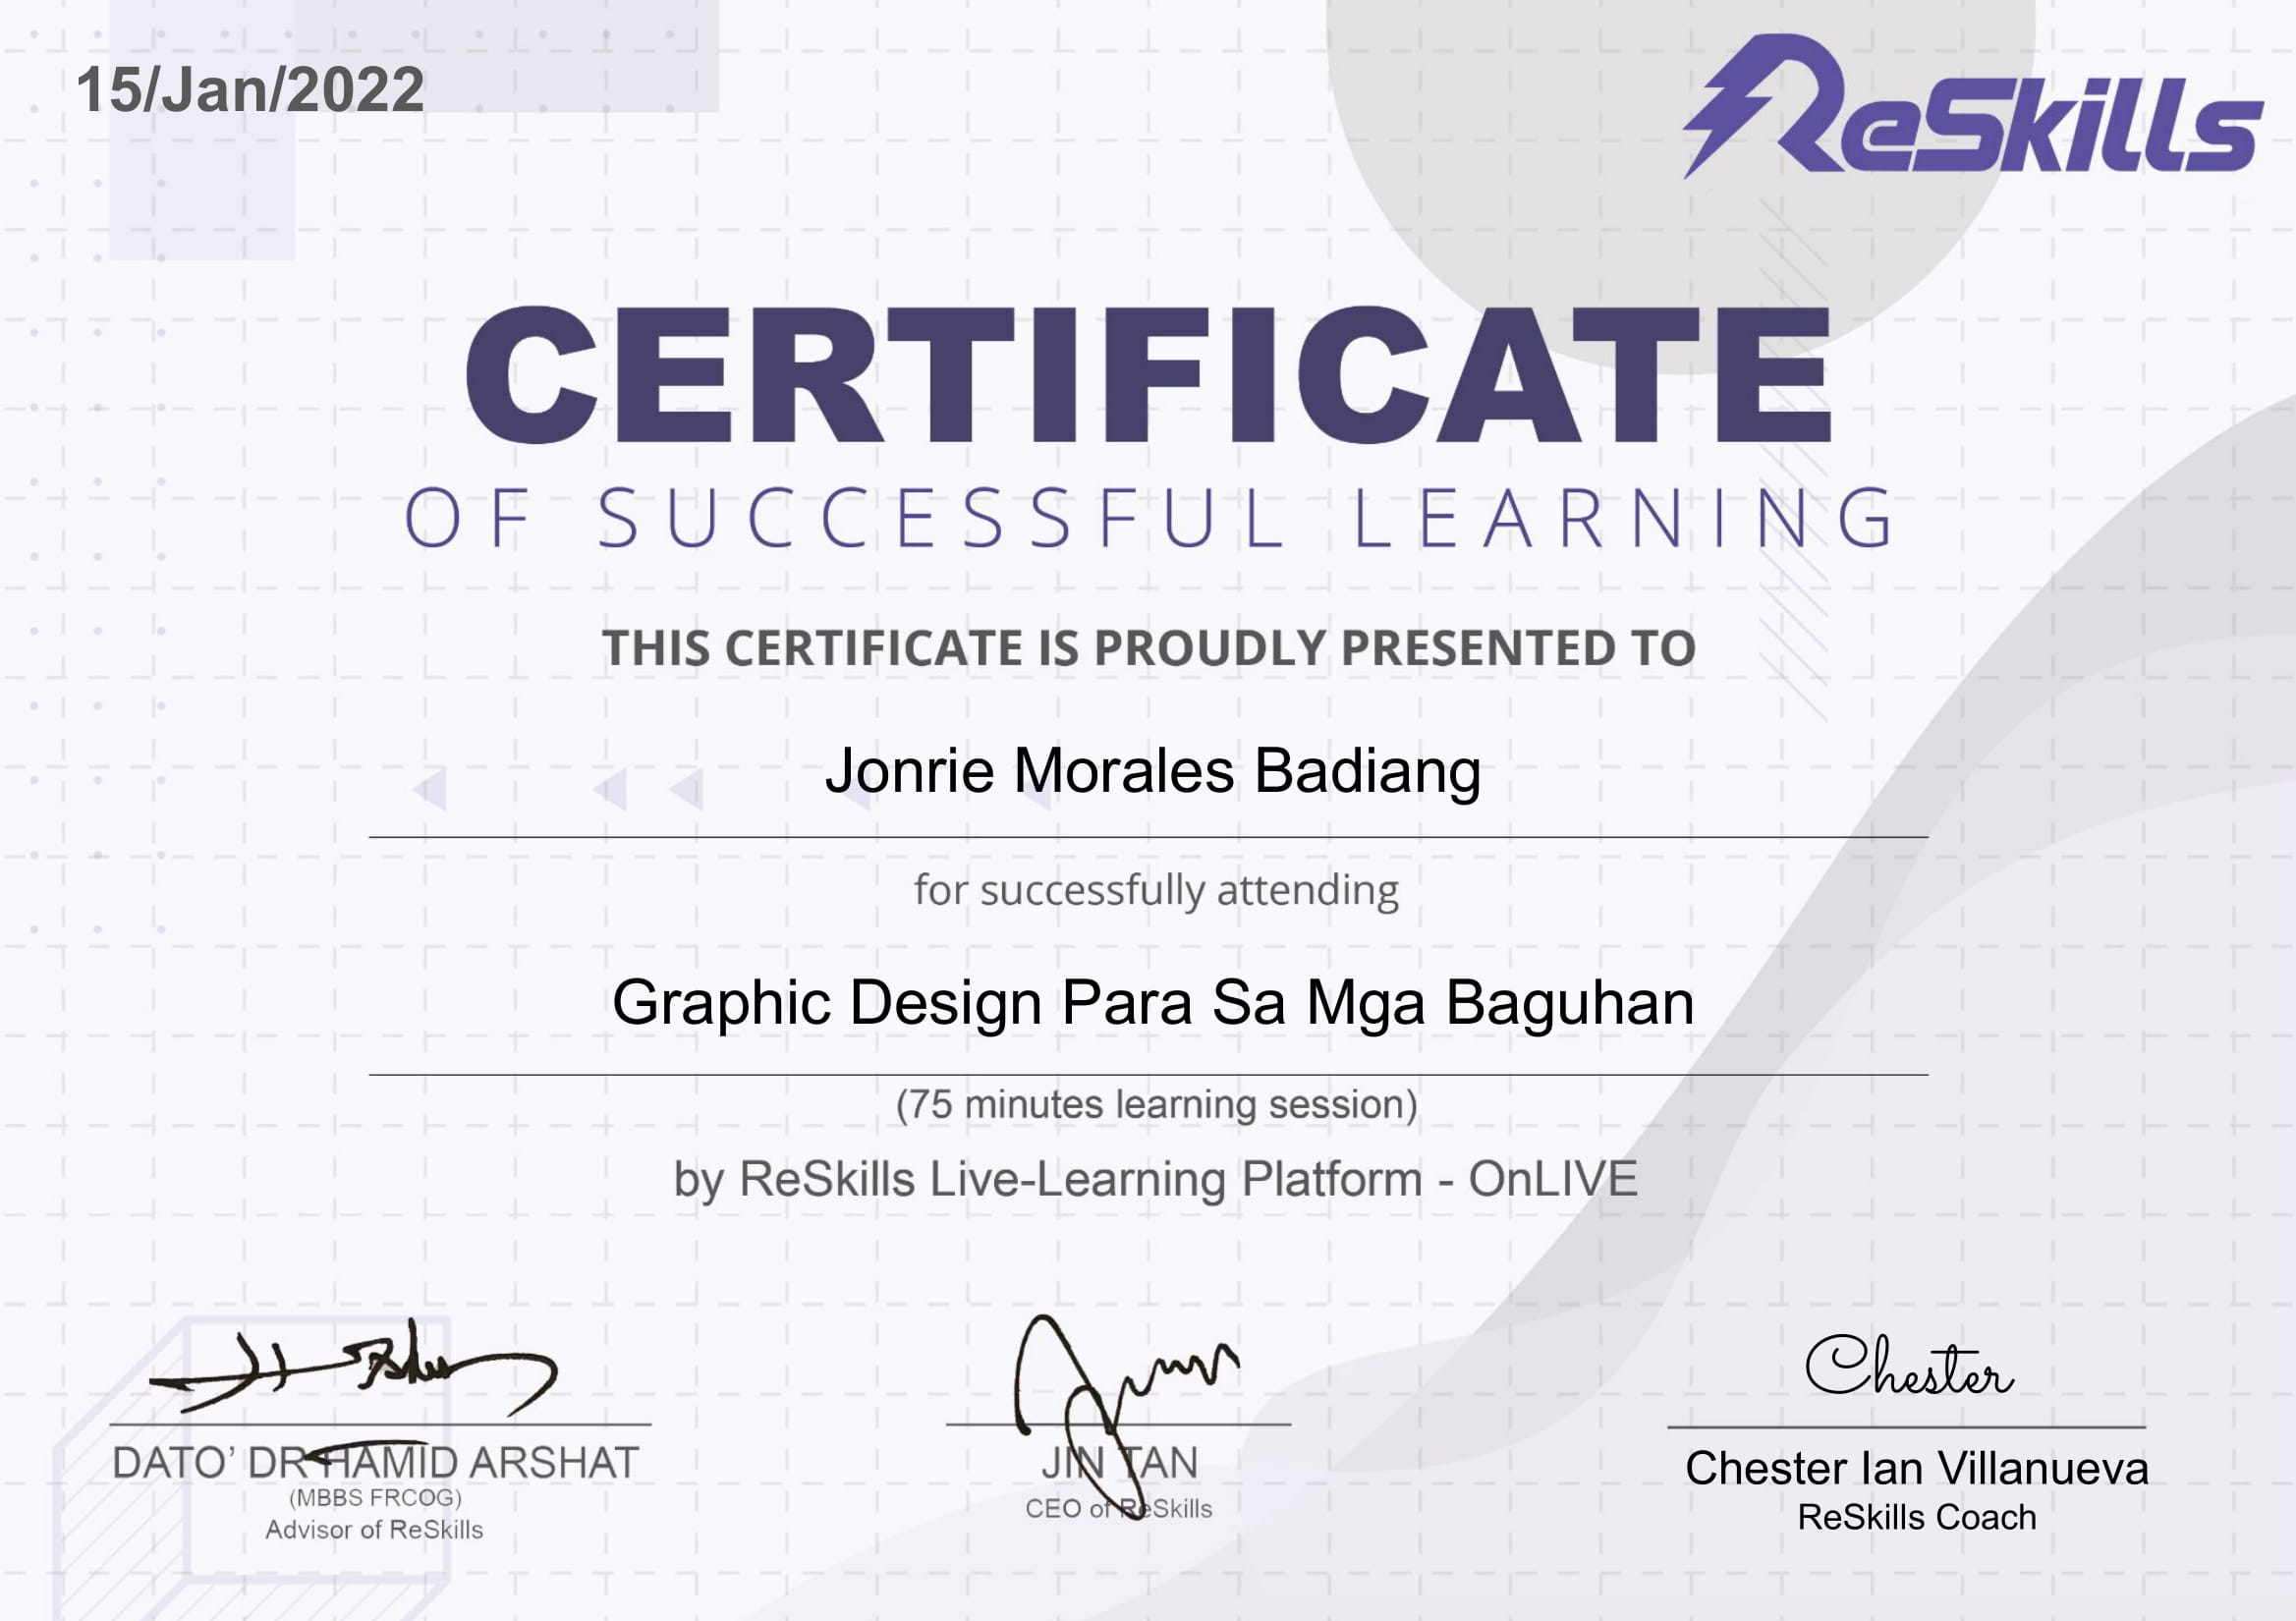 15/Jan/2022
ReSkills
CERTIFICATE
OF SUCCESSFUL LEARNING
THIS CERTIFICATE IS PROUDLY PRESENTED TO
Jonrie Morales Badiang
for successfully attending
Graphic Design Para Sa Mga Baguhan
(75 minutes learning session)
by ReSkills Live-Learning Platform - OnLIVE
Chester
DATO’ DR HAMID ARSHAT
(MBBS FRCOG)
Advisor of ReSkills
JIN TAN
CEO of ReSkills
Chester Ian Villanueva
ReSkills Coach